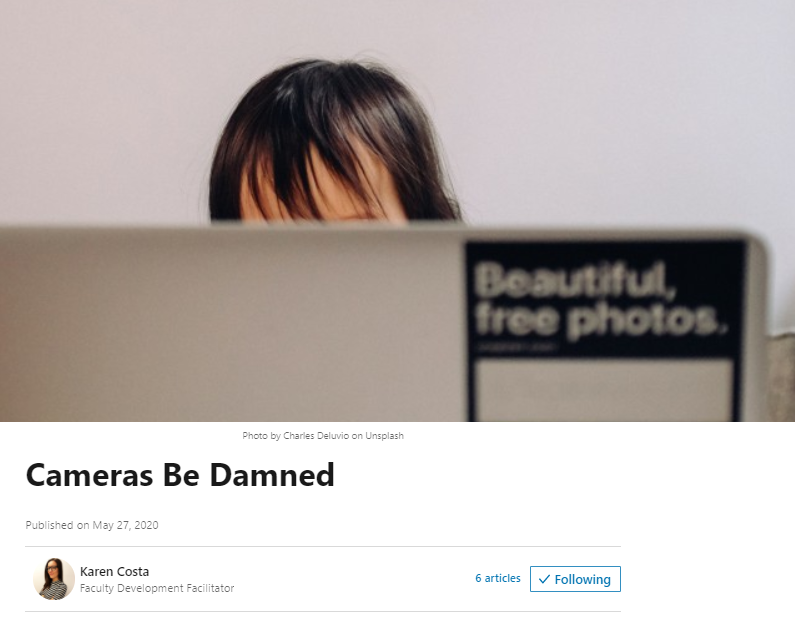 Beautiful,
free photos.
Photo by Charles Deluvio on Unsplash
Cameras Be Damned
Published on May 27, 2020
Karen Costa
Faculty Development Facilitator
6 articles
Following